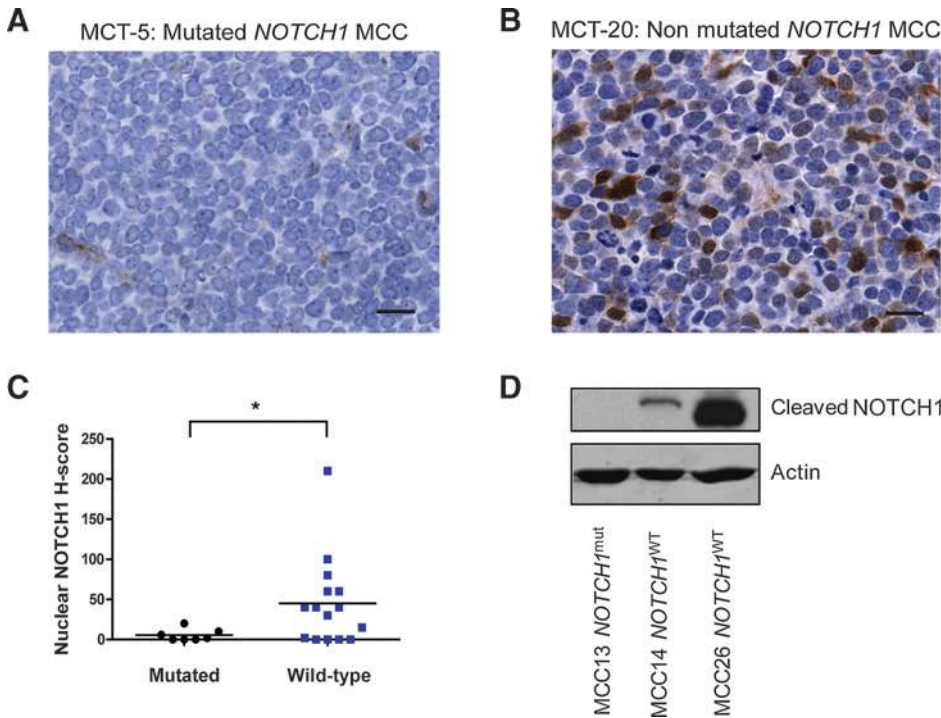 A
MCT-5: Mutated NOTCH1 MCC
B
MCT-20: Non mutated NOTCH1 MCC
C
*
Nuclear NOTCH1 H-score
250
200
150
100
50
0
Mutated
Wild-type
D
Cleaved NOTCH1
Actin
MCC13 NOTCH1mut
MCC14 NOTCH1WT
MCC26 NOTCH1WT